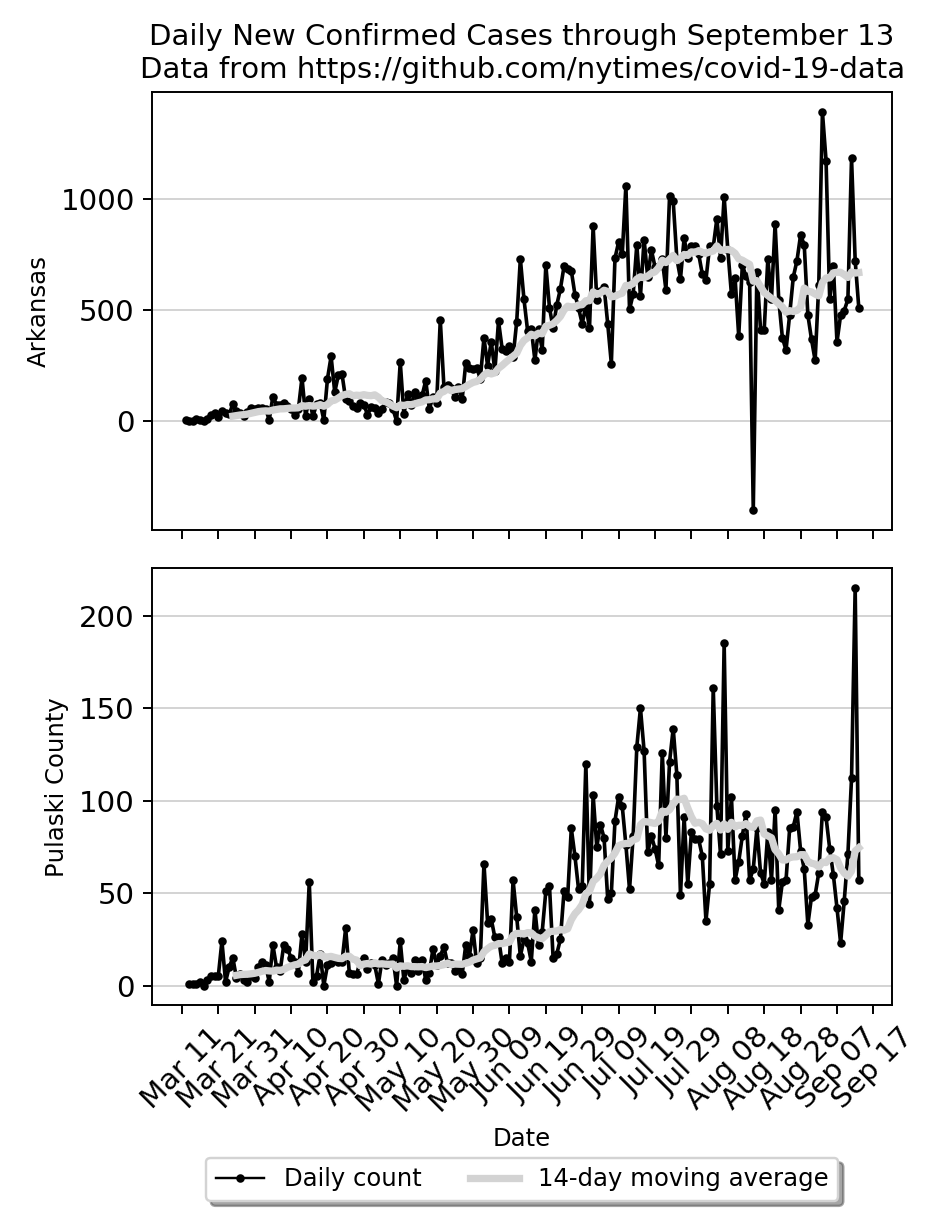 Daily New Confirmed Cases through September 13
Data from https://github.com/nytimes/covid-19-data
Arkansas
1000
500
0
Pulaski County
200
150
100
50
0
Mar 11
Mar 21
Mar 31
Apr 10
Apr 20
Apr 30
May 10
May 20
May 30
Jun 09
Jun 19
Jun 29
Jul 09
Jul 19
Jul 29
Aug 08
Aug 18
Aug 28
Sep 07
Sep 17
Date
Daily count
14-day moving average